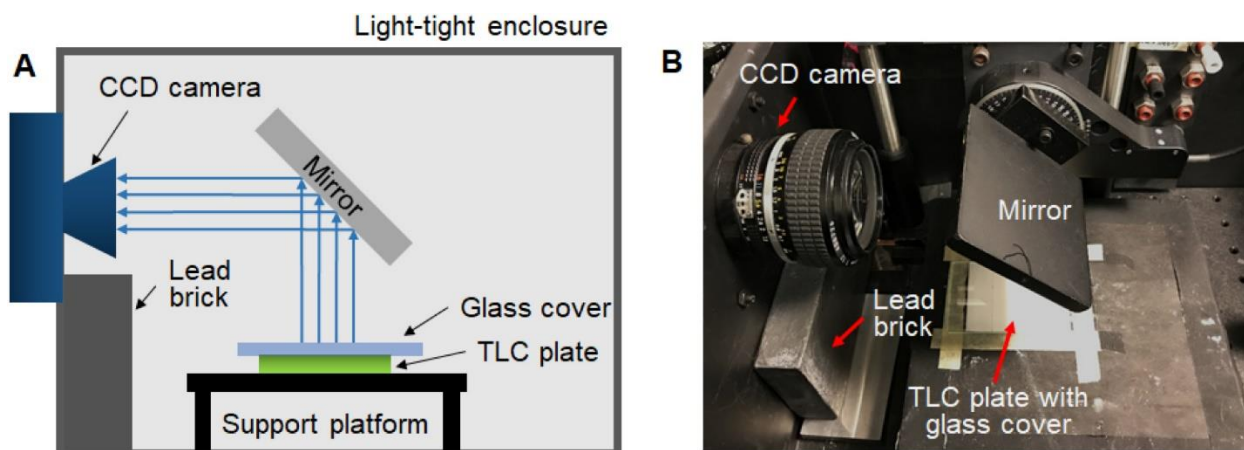 Light-tight enclosure
A
CCD camera
Mirror
Lead
brick
Glass cover
TLC plate
Support platform
B
CCD camera
Mirror
Lead
brick
TLC plate with
glass cover